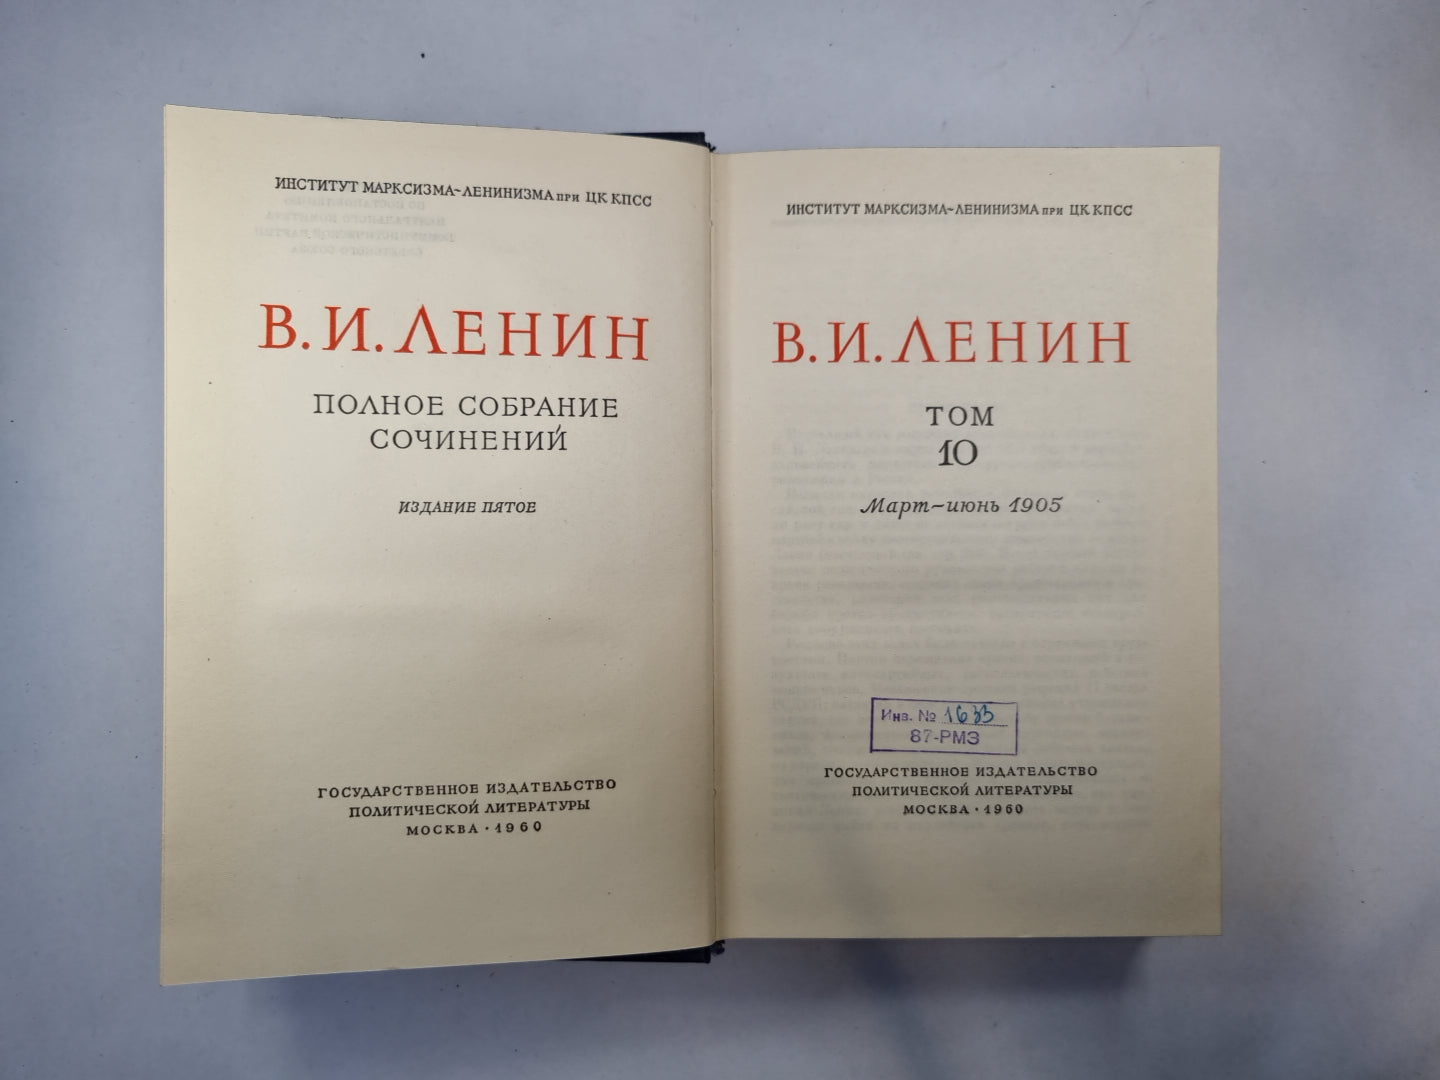 ИНСТИТУТ МАРКСИЗМА~ЛЕНИНИЗМА при ЦК КПСС
В. И. ЛЕНИН
ПОЛНОЕ СОБРАНИЕ
СОЧИНЕНИЙ
ИЗДАНИЕ ПЯТОЕ
ГОСУДАРСТВЕННОЕ ИЗДАТЕЛЬСТВО
ПОЛИТИЧЕСКОЙ ЛИТЕРАТУРЫ
МОСКВА · 1960
ИНСТИТУТ МАРКСИЗМА~ЛЕНИНИЗМА при ЦК КПСС
В. И. ЛЕНИН
ТОМ
10
Март~июнь 1905
Инв. № 1633
87-РМЗ
ГОСУДАРСТВЕННОЕ ИЗДАТЕЛЬСТВО
ПОЛИТИЧЕСКОЙ ЛИТЕРАТУРЫ
МОСКВА · 1960